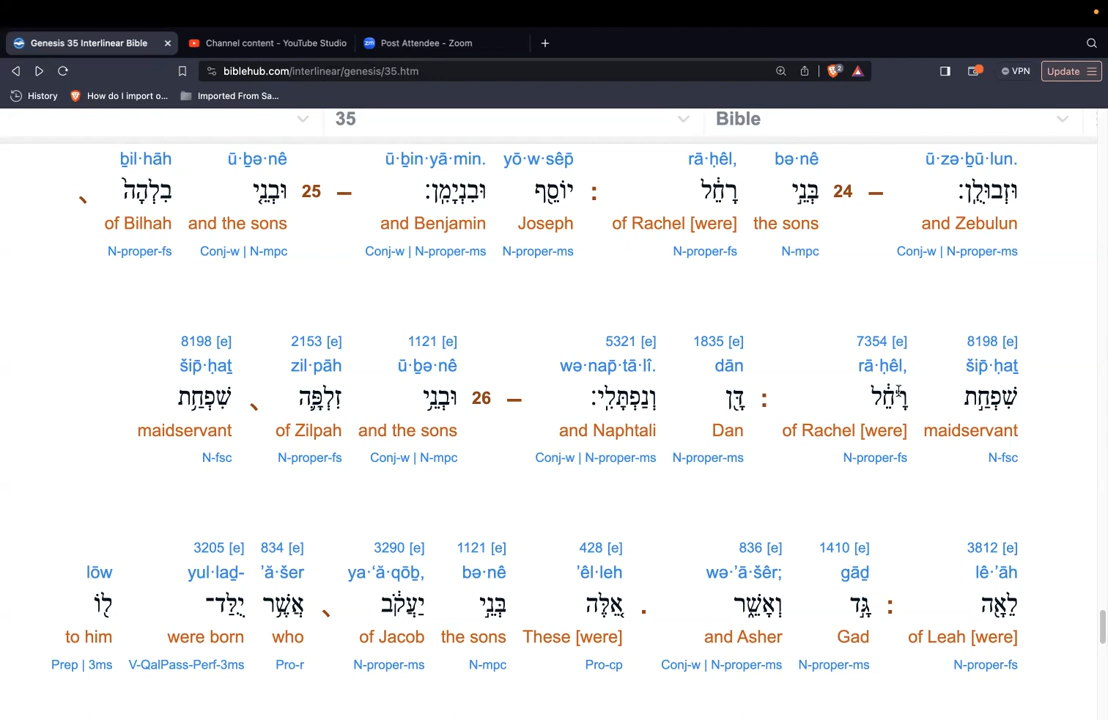 Genesis 35 Interlinear Bible Channel content - YouTube Studio Post Attendee - Zoom
biblehub.com/interlinear/genesis/35.htm 2 VPN Update
History How do I import o... Imported From Sa...
35 Bible
ū·zə·ḇū·lun. bə·nê rā·ḥêl, yō·w·sêp̄ ū·ḇin·yā·min. ū·ḇə·nê ḇil·hāh
וּזְבוּלֻֽן׃ – 24 בְּנֵ֣י רָחֵ֔ל : יוֹסֵ֖ף וּבִנְיָמִֽן׃ – 25 וּבְנֵ֤י בִלְהָה֙ 、
and Zebulun the sons of Rachel [were] Joseph and Benjamin and the sons of Bilhah
Conj-w | N-proper-ms N-mpc N-proper-fs N-proper-ms Conj-w | N-proper-ms Conj-w | N-mpc N-proper-fs
8198 [e] 7354 [e] 1835 [e] 5321 [e] 1121 [e] 2153 [e] 8198 [e]
šip̄·ḥaṯ rā·ḥêl, dān wə·nap̄·tā·lî. ū·ḇə·nê zil·pāh šip̄·ḥaṯ
שִׁפְחַ֣ת רָחֵ֔ל : דָּ֖ן וְנַפְתָּלִֽי׃ – 26 וּבְנֵ֥י זִלְפָּ֛ה 、 שִׁפְחַ֥ת
maidservant of Rachel [were] Dan and Naphtali and the sons of Zilpah maidservant
N-fsc N-proper-fs N-proper-ms Conj-w | N-proper-ms Conj-w | N-mpc N-proper-fs N-fsc
3812 [e] 1410 [e] 836 [e] 428 [e] 1121 [e] 3290 [e] 834 [e] 3205 [e]
lê·’āh gāḏ wə·’ā·šêr; ’êl·leh bə·nê ya·‘ă·qōḇ, ’ă·šer yul·laḏ- lōw
לֵאָ֖ה : גָּ֣ד וְאָשֵׁ֑ר . אֵ֚לֶּה בְּנֵ֣י יַעֲקֹ֔ב 、 אֲשֶׁ֥ר יֻלַּד־ ל֖וֹ
of Leah [were] Gad and Asher These [were] the sons of Jacob who were born to him
N-proper-fs N-proper-ms Conj-w | N-proper-ms Pro-cp N-mpc N-proper-ms Pro-r V-QalPass-Perf-3ms Prep | 3ms